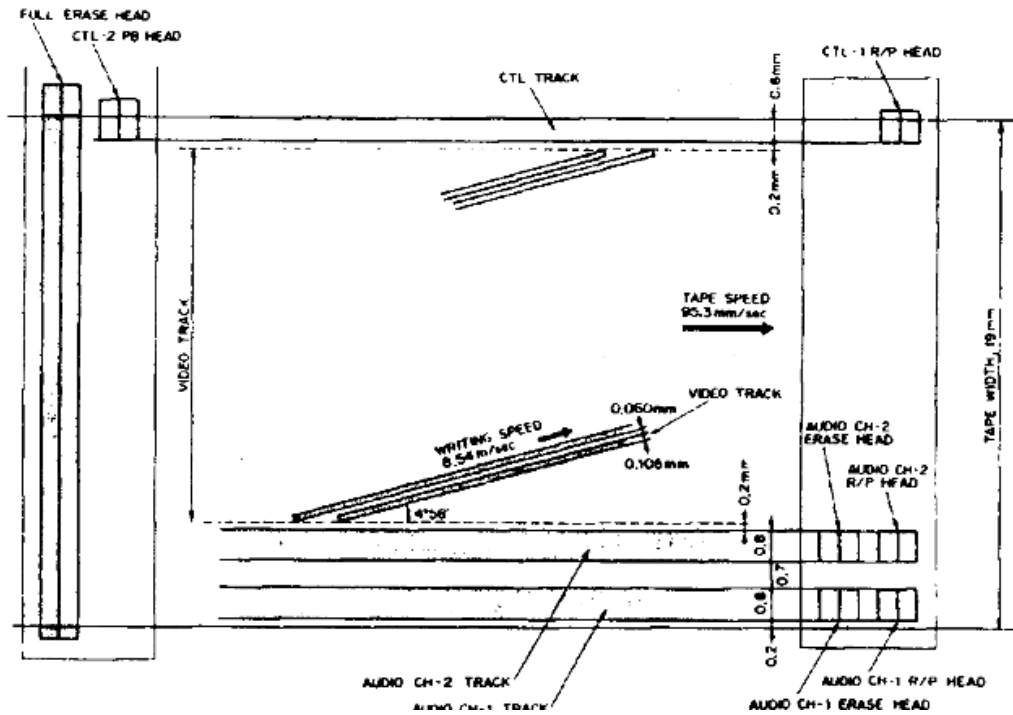 FULL ERASE HEAD
CTL-2 PB HEAD
CTL-1 R/P HEAD
CTL TRACK
0.6mm
0.2mm
TAPE SPEED
95.3mm/sec
VIDEO TRACK
TAPE WIDTH, 19mm
0.060mm
VIDEO TRACK
WRITING SPEED
8.54m/sec
0.108mm
AUDIO CH-2
ERASE HEAD
AUDIO CH-2
R/P HEAD
4°58'
0.2mm
0.8
0.7
0.8
0.2
AUDIO CH-2 TRACK
AUDIO CH-1 R/P HEAD
AUDIO CH-1 TRACK
AUDIO CH-1 ERASE HEAD